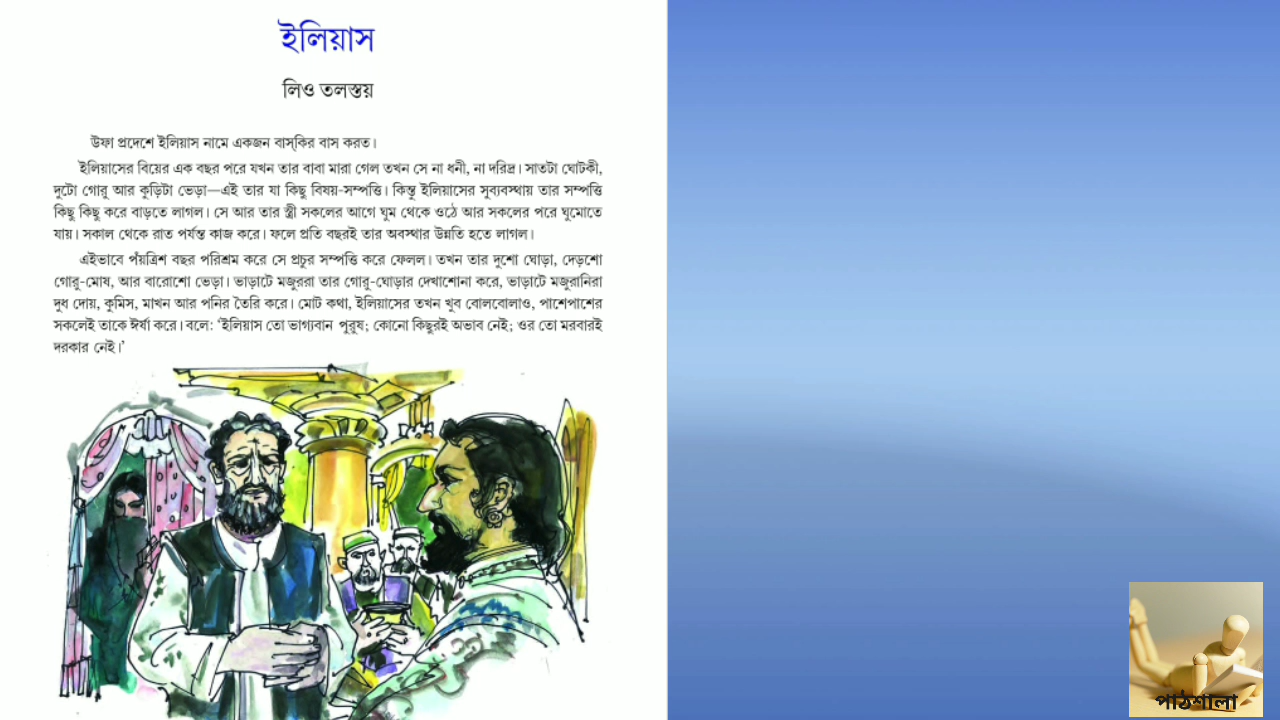 ইলিয়াস
লিও তলস্তয়
উফা প্রদেশে ইলিয়াস নামে একজন বাস্‌কির বাস করত।
ইলিয়াসের বিয়ের এক বছর পরে যখন তার বাবা মারা গেল তখন সে না ধনী, না দরিদ্র। সাতটা ঘোটকী,
দুটো গোরু আর কুড়িটা ভেড়া—এই তার যা কিছু বিষয়-সম্পত্তি। কিন্তু ইলিয়াসের সুব্যবস্থায় তার সম্পত্তি
কিছু কিছু করে বাড়তে লাগল। সে আর তার স্ত্রী সকলের আগে ঘুম থেকে ওঠে আর সকলের পরে ঘুমোতে
যায়। সকাল থেকে রাত পর্যন্ত কাজ করে। ফলে প্রতি বছরই তার অবস্থার উন্নতি হতে লাগল।
এইভাবে পঁয়ত্রিশ বছর পরিশ্রম করে সে প্রচুর সম্পত্তি করে ফেলল। তখন তার দুশো ঘোড়া, দেড়শো
গোরু-মোষ, আর বারোশো ভেড়া। ভাড়াটে মজুররা তার গোরু-ঘোড়ার দেখাশোনা করে, ভাড়াটে মজুরানিরা
দুধ দোয়, কুমিস, মাখন আর পনির তৈরি করে। মোট কথা, ইলিয়াসের তখন খুব বোলবোলাও, পাশেপাশের
সকলেই তাকে ঈর্ষা করে। বলে: ‘ইলিয়াস তো ভাগ্যবান পুরুষ; কোনো কিছুরই অভাব নেই; ওর তো মরবারই
দরকার নেই।’
পাঠশালা